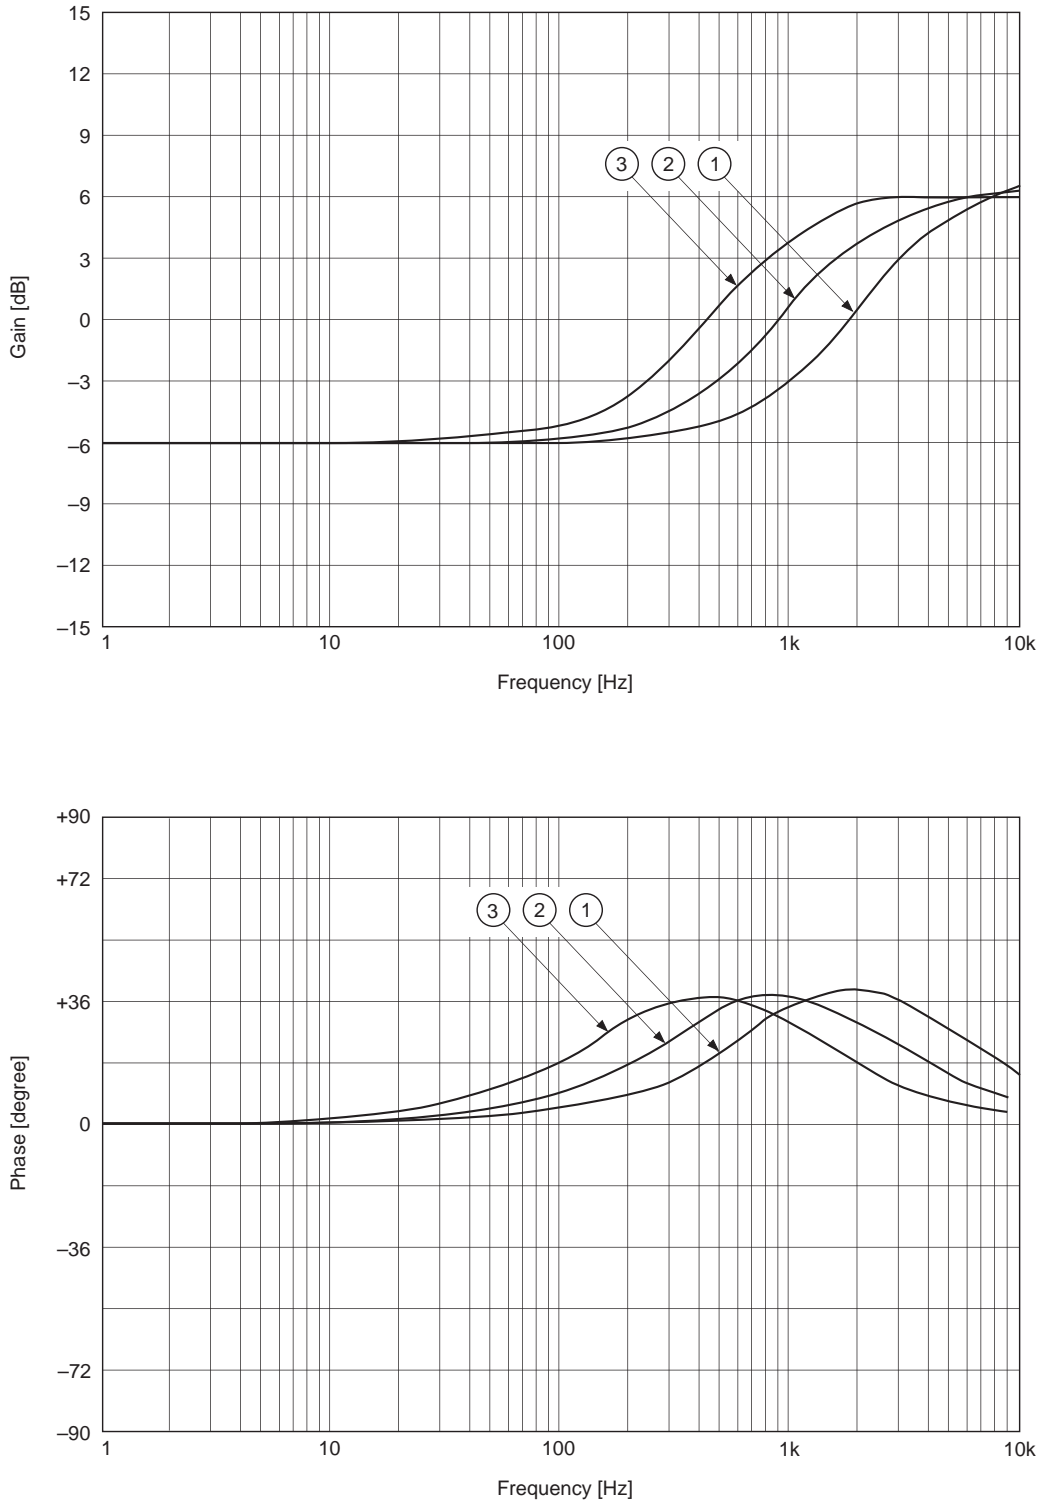 15
12
9
6
3
0
–3
–6
–9
–12
–15
Gain [dB]
3 2 1
1 10 100 1k 10k
Frequency [Hz]
+90
+72
+36
0
–36
–72
–90
Phase [degree]
3 2 1
1 10 100 1k 10k
Frequency [Hz]